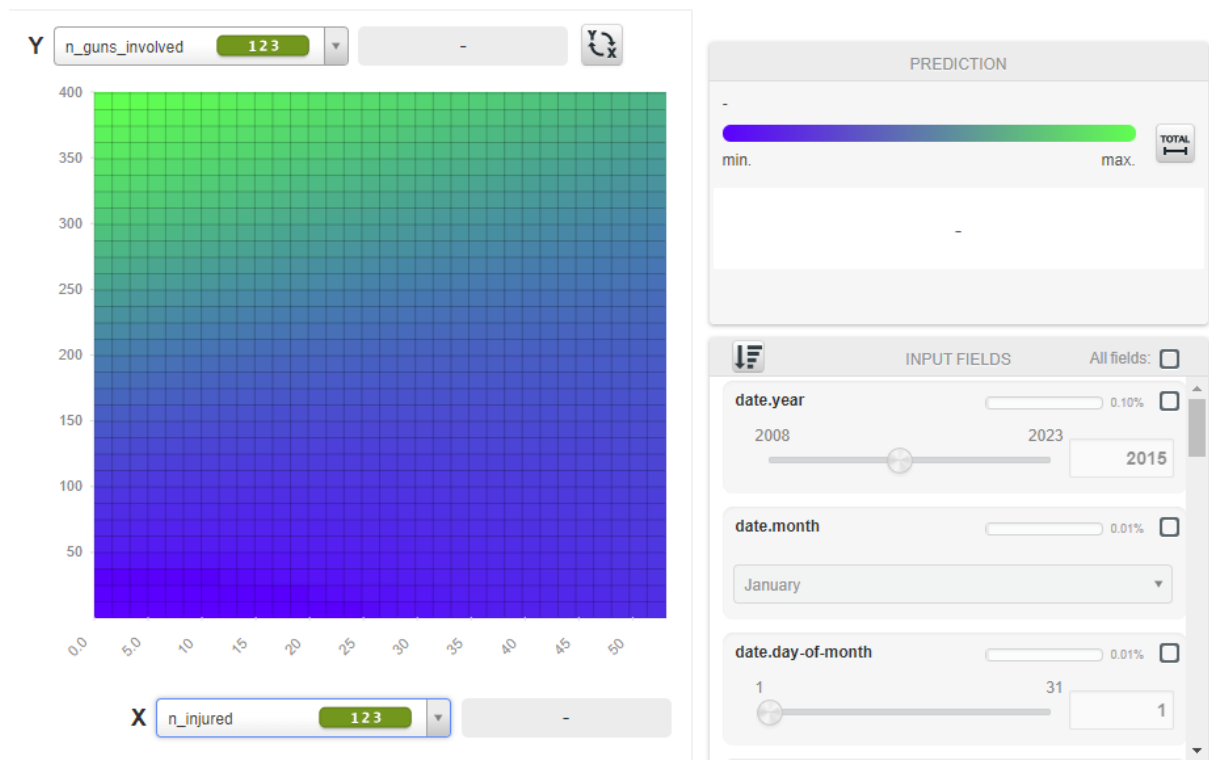 Y n_guns_involved 123 - Y X
400
350
300
250
200
150
100
50
0.0 5.0 10 15 20 25 30 35 40 45 50
X n_injured 123 -
PREDICTION
-
min. max. TOTAL
-
INPUT FIELDS All fields:
date.year 0.10%
2008 2023 2015
date.month 0.01%
January
date.day-of-month 0.01%
1 31 1